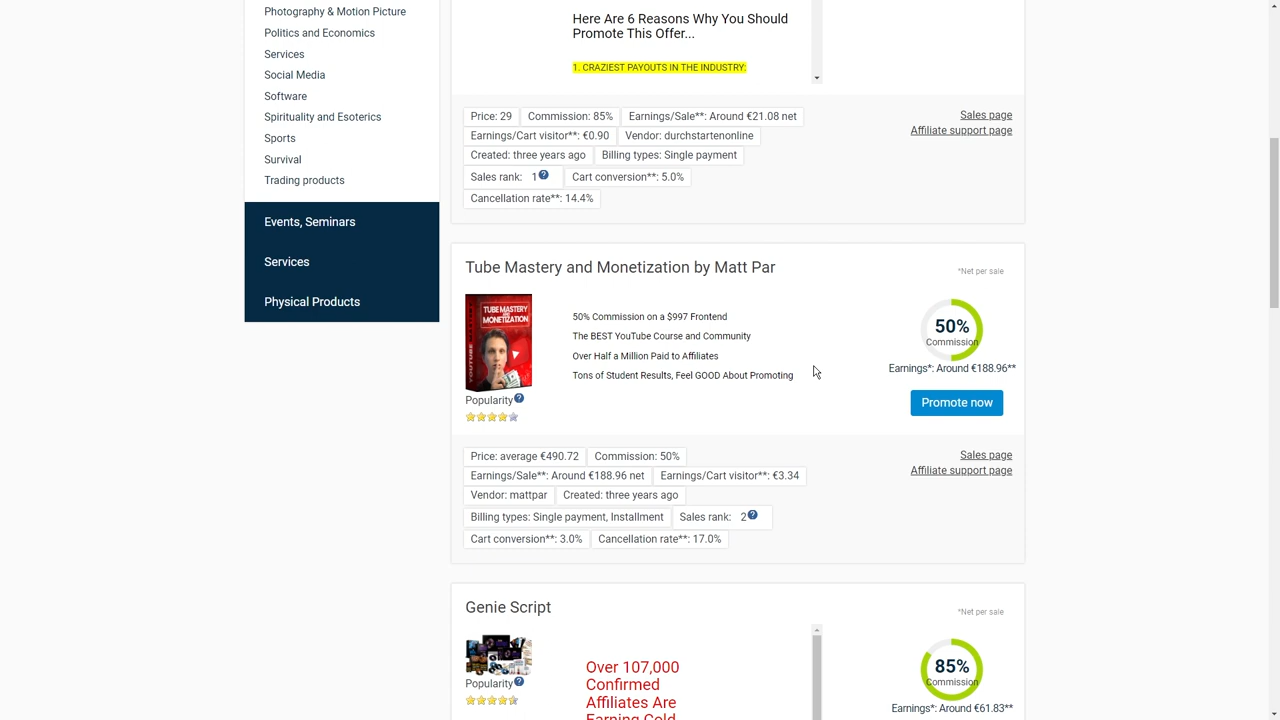 Photography & Motion Picture
Politics and Economics
Services
Social Media
Software
Spirituality and Esoterics
Sports
Survival
Trading products
Events, Seminars
Services
Physical Products
Here Are 6 Reasons Why You Should
Promote This Offer...
1. CRAZIEST PAYOUTS IN THE INDUSTRY:
Price: 29 Commission: 85% Earnings/Sale**: Around €21.08 net
Earnings/Cart visitor**: €0.90 Vendor: durchstartenonline
Created: three years ago Billing types: Single payment
Sales rank: 1
Cart conversion**: 5.0%
Cancellation rate**: 14.4%
Sales page
Affiliate support page
Tube Mastery and Monetization by Matt Par
*Net per sale
TUBE MASTERY
AND
MONETIZATION
YOUTUBE
50% Commission on a $997 Frontend
The BEST YouTube Course and Community
Over Half a Million Paid to Affiliates
Tons of Student Results, Feel GOOD About Promoting
Popularity
50%
Commission
Earnings*: Around €188.96**
Promote now
Price: average €490.72 Commission: 50%
Earnings/Sale**: Around €188.96 net Earnings/Cart visitor**: €3.34
Vendor: mattpar Created: three years ago
Billing types: Single payment, Installment Sales rank: 2
Cart conversion**: 3.0% Cancellation rate**: 17.0%
Sales page
Affiliate support page
Genie Script
*Net per sale
Popularity
Over 107,000
Confirmed
Affiliates Are
Earning Gold
85%
Commission
Earnings*: Around €61.83**